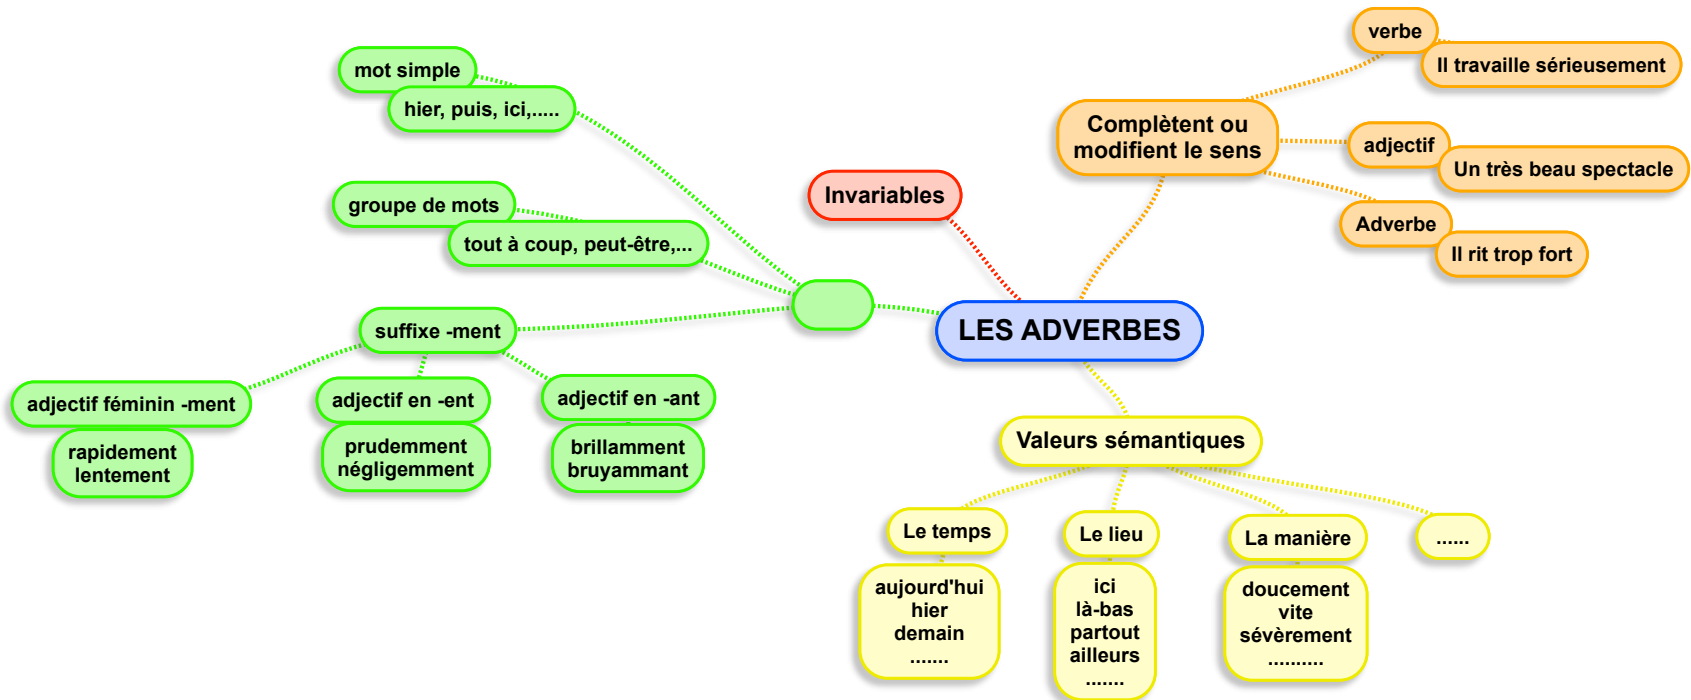 mot simple
hier, puis, ici,.....
groupe de mots
tout à coup, peut-être,...
suffixe -ment
adjectif féminin -ment
rapidement
lentement
adjectif en -ent
prudemment
négligemment
adjectif en -ant
brillamment
bruyammant
Invariables
LES ADVERBES
Complètent ou
modifient le sens
verbe
Il travaille sérieusement
adjectif
Un très beau spectacle
Adverbe
Il rit trop fort
Valeurs sémantiques
Le temps
aujourd'hui
hier
demain
.......
Le lieu
ici
là-bas
partout
ailleurs
.......
La manière
doucement
vite
sévèrement
..........
......